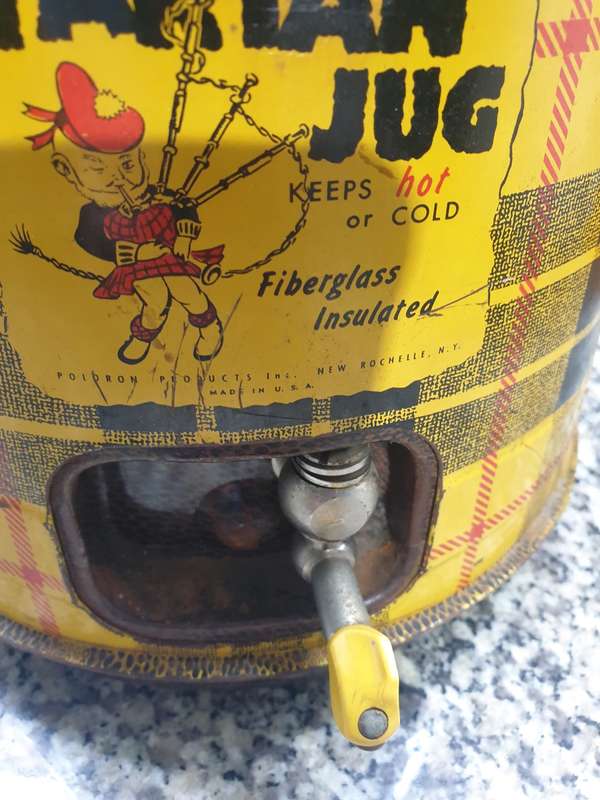 JUG
KEEPS hot
or COLD
Fiberglass
Insulated
POLORON PRODUCTS Inc. NEW ROCHELLE, N.Y.
MADE IN U.S.A.